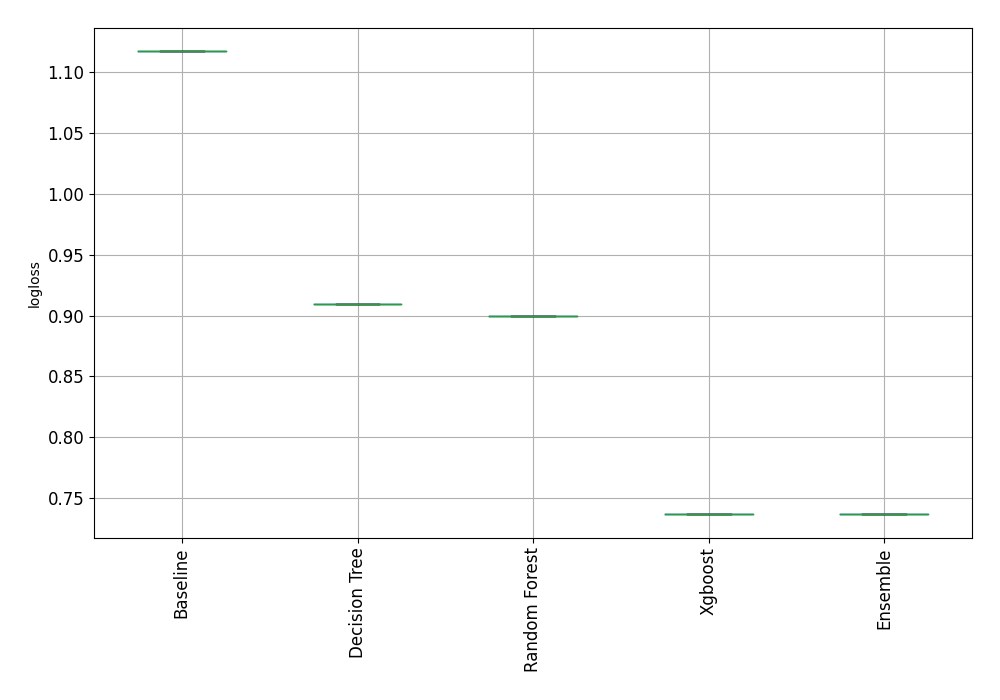 1.10
1.05
1.00
0.95
0.90
0.85
0.80
0.75
logloss
Baseline
Decision Tree
Random Forest
Xgboost
Ensemble